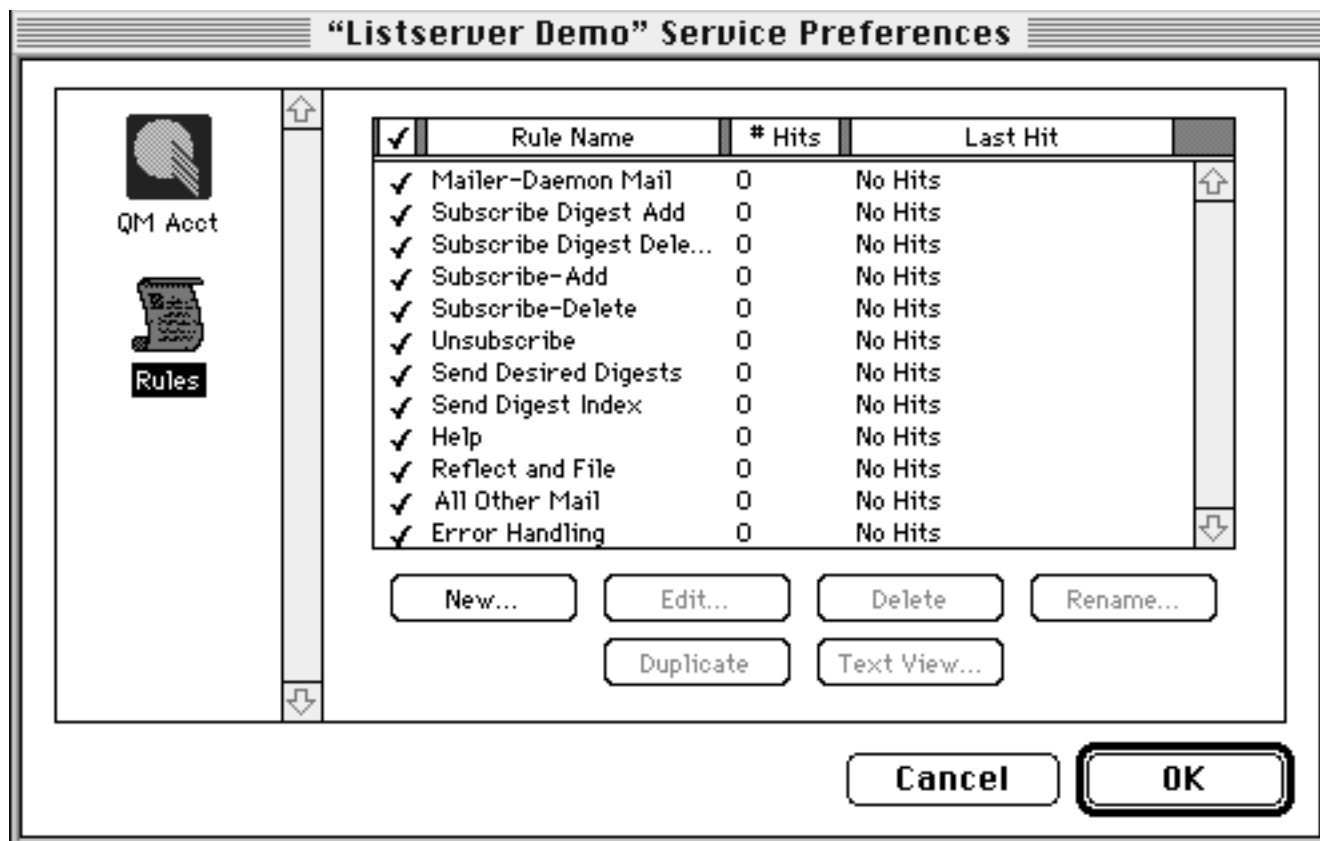 “Listserver Demo” Service Preferences
QM Acct
Rules
✓ Rule Name # Hits Last Hit
✓ Mailer-Daemon Mail 0 No Hits
✓ Subscribe Digest Add 0 No Hits
✓ Subscribe Digest Dele... 0 No Hits
✓ Subscribe-Add 0 No Hits
✓ Subscribe-Delete 0 No Hits
✓ Unsubscribe 0 No Hits
✓ Send Desired Digests 0 No Hits
✓ Send Digest Index 0 No Hits
✓ Help 0 No Hits
✓ Reflect and File 0 No Hits
✓ All Other Mail 0 No Hits
✓ Error Handling 0 No Hits
New... Edit... Delete Rename...
Duplicate Text View...
Cancel OK